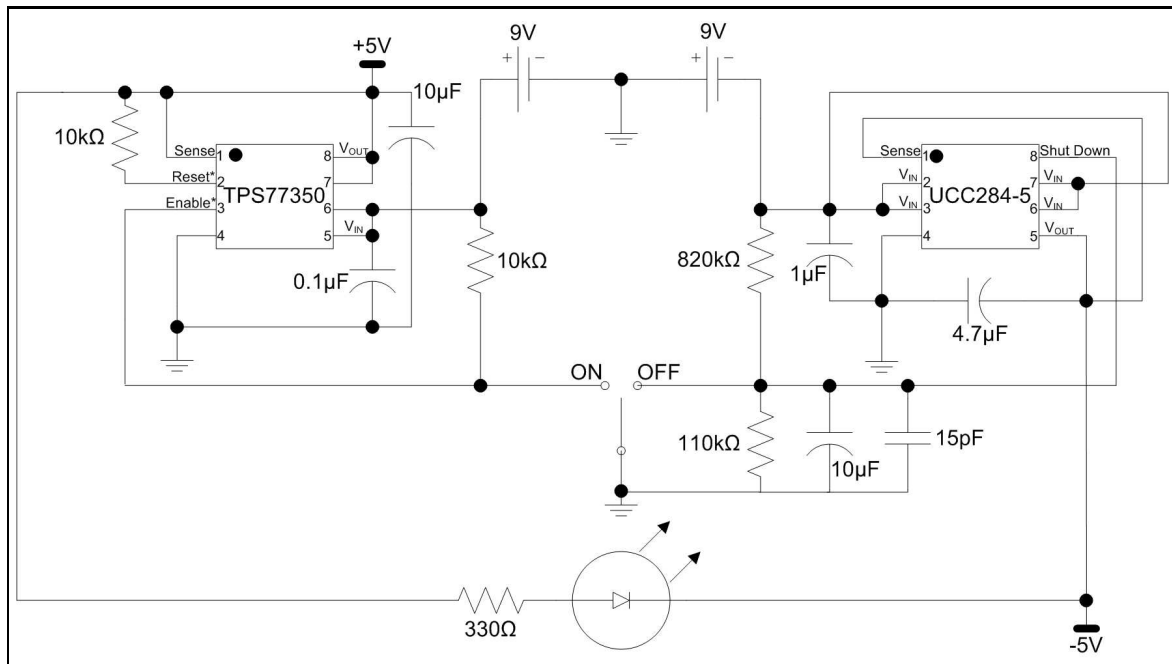 9V
9V
+ −
+ −
+5V
10µF
10kΩ
Sense 1
8 VOUT
Reset* 2
7
TPS77350
Enable* 3
6
4
5 VIN
0.1µF
10kΩ
820kΩ
1µF
Sense 1
8 Shut Down
VIN 2
7 VIN
UCC284-5
VIN 3
6 VIN
4
5 VOUT
4.7µF
ON OFF
110kΩ
10µF
15pF
330Ω
-5V